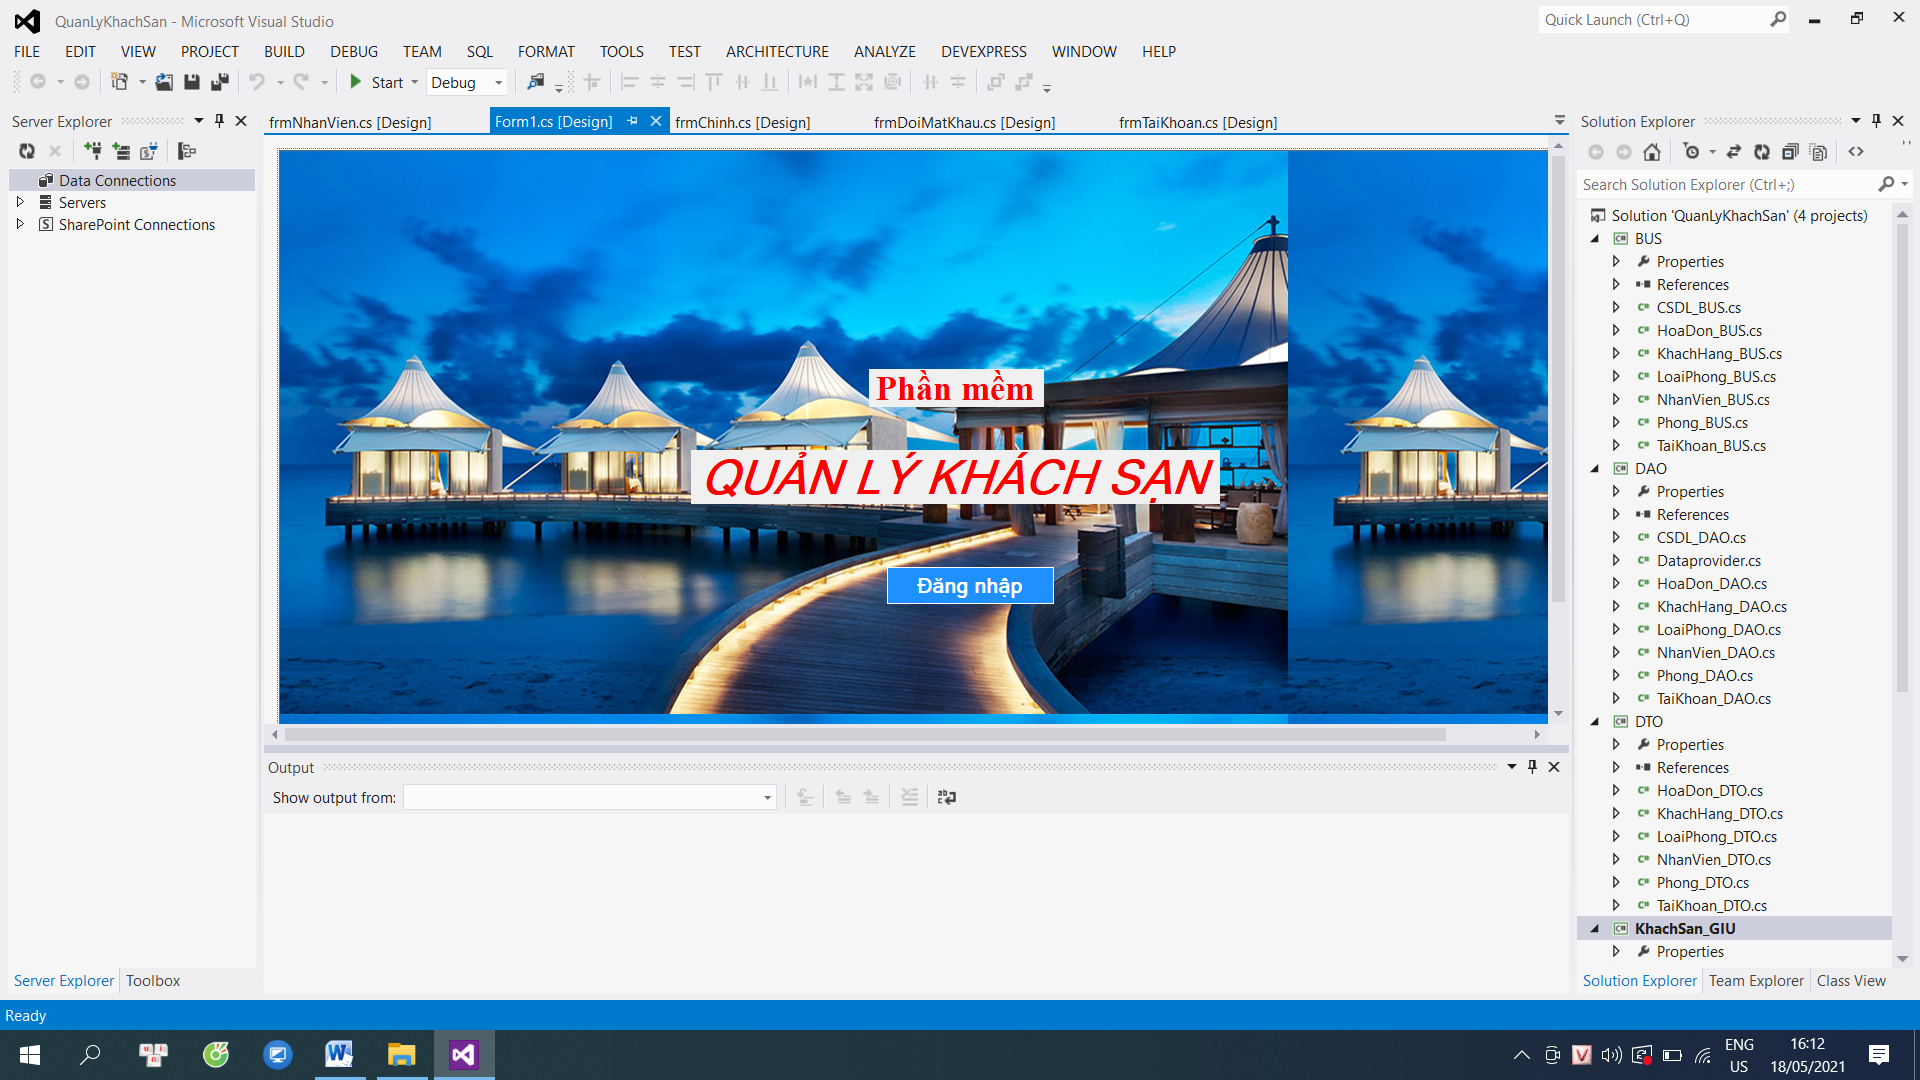 QuanLyKhachSan - Microsoft Visual Studio
Quick Launch (Ctrl+Q)
FILE EDIT VIEW PROJECT BUILD DEBUG TEAM SQL FORMAT TOOLS TEST ARCHITECTURE ANALYZE DEVEXPRESS WINDOW HELP
Start Debug
Server Explorer
frmNhanVien.cs [Design] Form1.cs [Design] frmChinh.cs [Design] frmDoiMatKhau.cs [Design] frmTaiKhoan.cs [Design]
Data Connections
Servers
SharePoint Connections
Phần mềm
QUẢN LÝ KHÁCH SẠN
Đăng nhập
Output
Show output from:
Solution Explorer
Search Solution Explorer (Ctrl+;)
Solution 'QuanLyKhachSan' (4 projects)
BUS
Properties
References
CSDL_BUS.cs
HoaDon_BUS.cs
KhachHang_BUS.cs
LoaiPhong_BUS.cs
NhanVien_BUS.cs
Phong_BUS.cs
TaiKhoan_BUS.cs
DAO
Properties
References
CSDL_DAO.cs
Dataprovider.cs
HoaDon_DAO.cs
KhachHang_DAO.cs
LoaiPhong_DAO.cs
NhanVien_DAO.cs
Phong_DAO.cs
TaiKhoan_DAO.cs
DTO
Properties
References
HoaDon_DTO.cs
KhachHang_DTO.cs
LoaiPhong_DTO.cs
NhanVien_DTO.cs
Phong_DTO.cs
TaiKhoan_DTO.cs
KhachSan_GIU
Properties
Server Explorer Toolbox
Solution Explorer Team Explorer Class View
Ready
ENG
US
16:12
18/05/2021